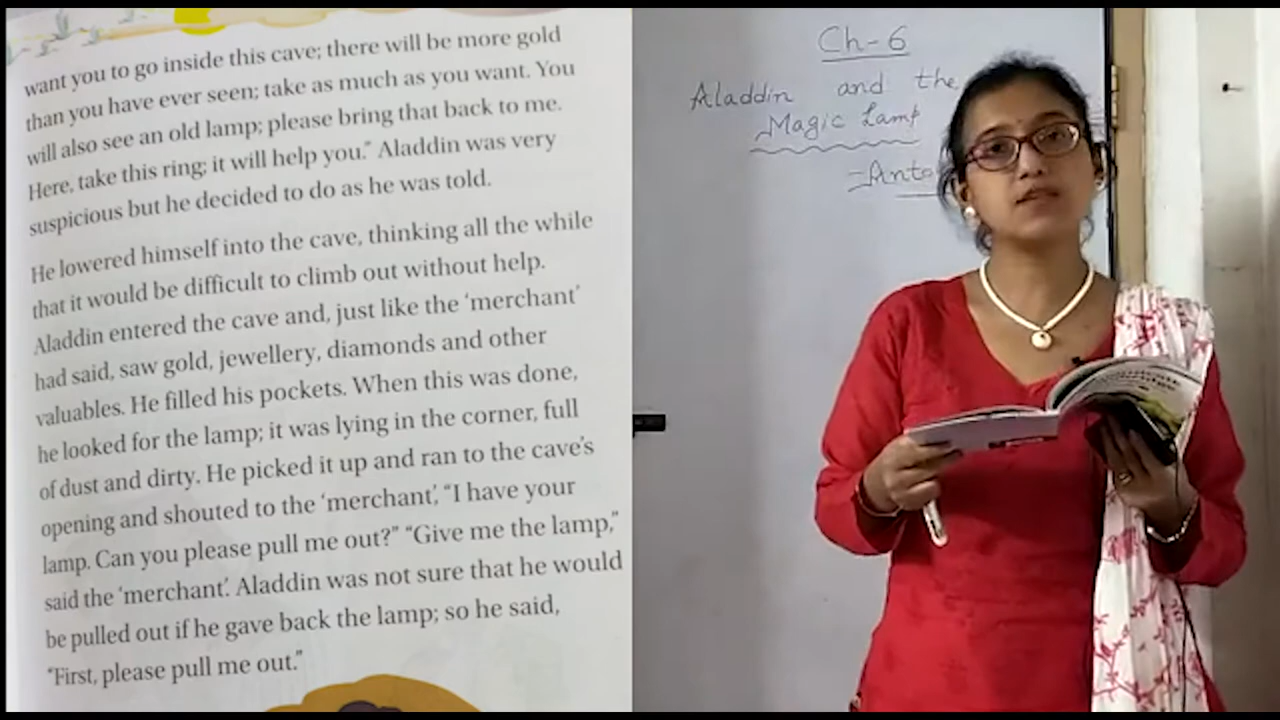 want you to go inside this cave; there will be more gold
than you have ever seen; take as much as you want. You
will also see an old lamp; please bring that back to me.
Here, take this ring; it will help you.” Aladdin was very
suspicious but he decided to do as he was told.
He lowered himself into the cave, thinking all the while
that it would be difficult to climb out without help.
Aladdin entered the cave and, just like the ‘merchant’
had said, saw gold, jewellery, diamonds and other
valuables. He filled his pockets. When this was done,
he looked for the lamp; it was lying in the corner, full
of dust and dirty. He picked it up and ran to the cave’s
opening and shouted to the ‘merchant’, “I have your
lamp. Can you please pull me out?” “Give me the lamp,”
said the ‘merchant’. Aladdin was not sure that he would
be pulled out if he gave back the lamp; so he said,
“First, please pull me out.”
Ch-6
Aladdin and the
Magic Lamp